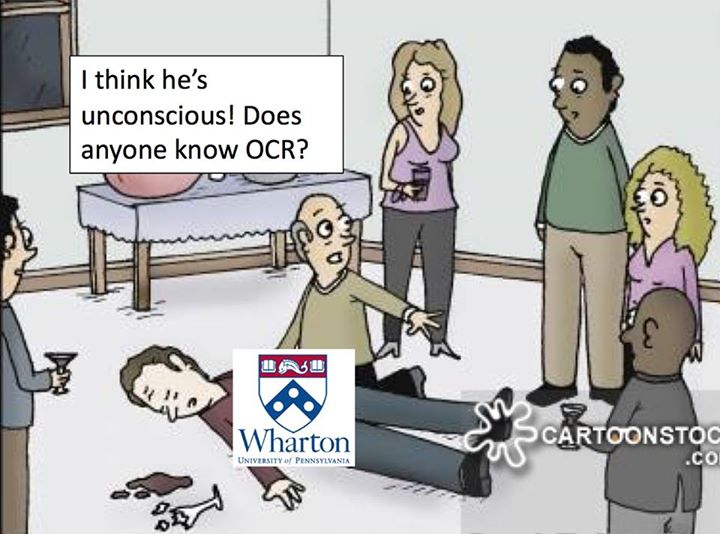 I think he's
unconscious! Does
anyone know OCR?
Wharton
UNIVERSITY of PENNSYLVANIA
CARTOONSTOC
.CO